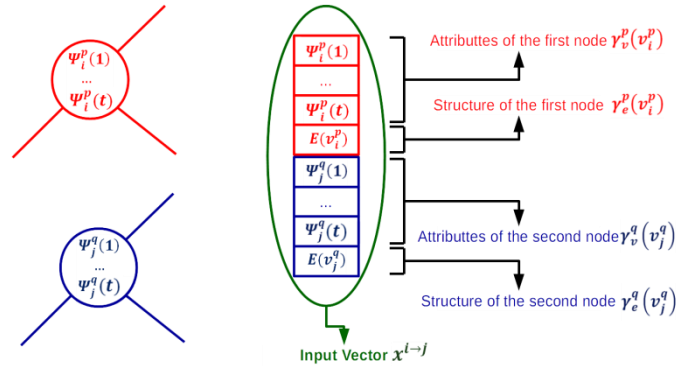 Ψ_i^p(1)
...
Ψ_i^p(t)
Ψ_j^q(1)
...
Ψ_j^q(t)
Ψ_i^p(1)
...
Ψ_i^p(t)
E(v_i^p)
Ψ_j^q(1)
...
Ψ_j^q(t)
E(v_j^q)
Input Vector x^{i→j}
Attributtes of the first node γ_v^p(v_i^p)
Structure of the first node γ_e^p(v_i^p)
Attributtes of the second node γ_v^q(v_j^q)
Structure of the second node γ_e^q(v_j^q)